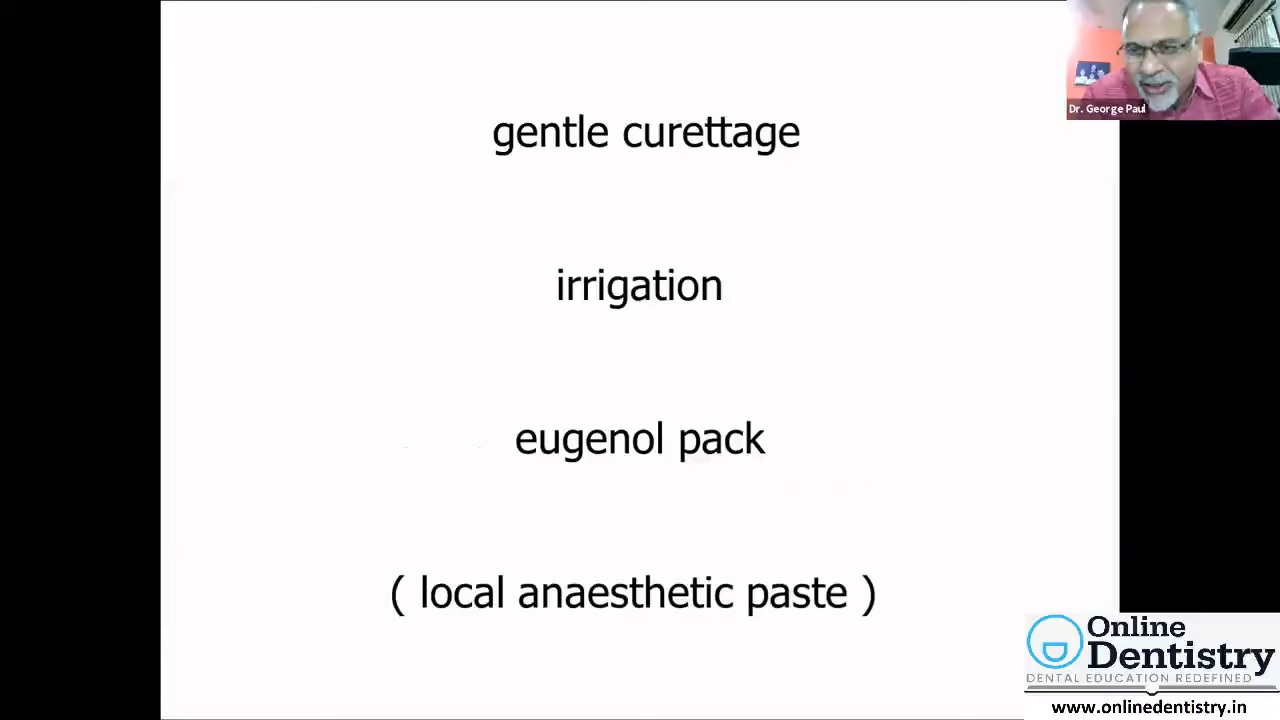 Dr. George Paul
gentle curettage
irrigation
eugenol pack
( local anaesthetic paste )
Online
Dentistry
DENTAL EDUCATION REDEFINED
www.onlinedentistry.in